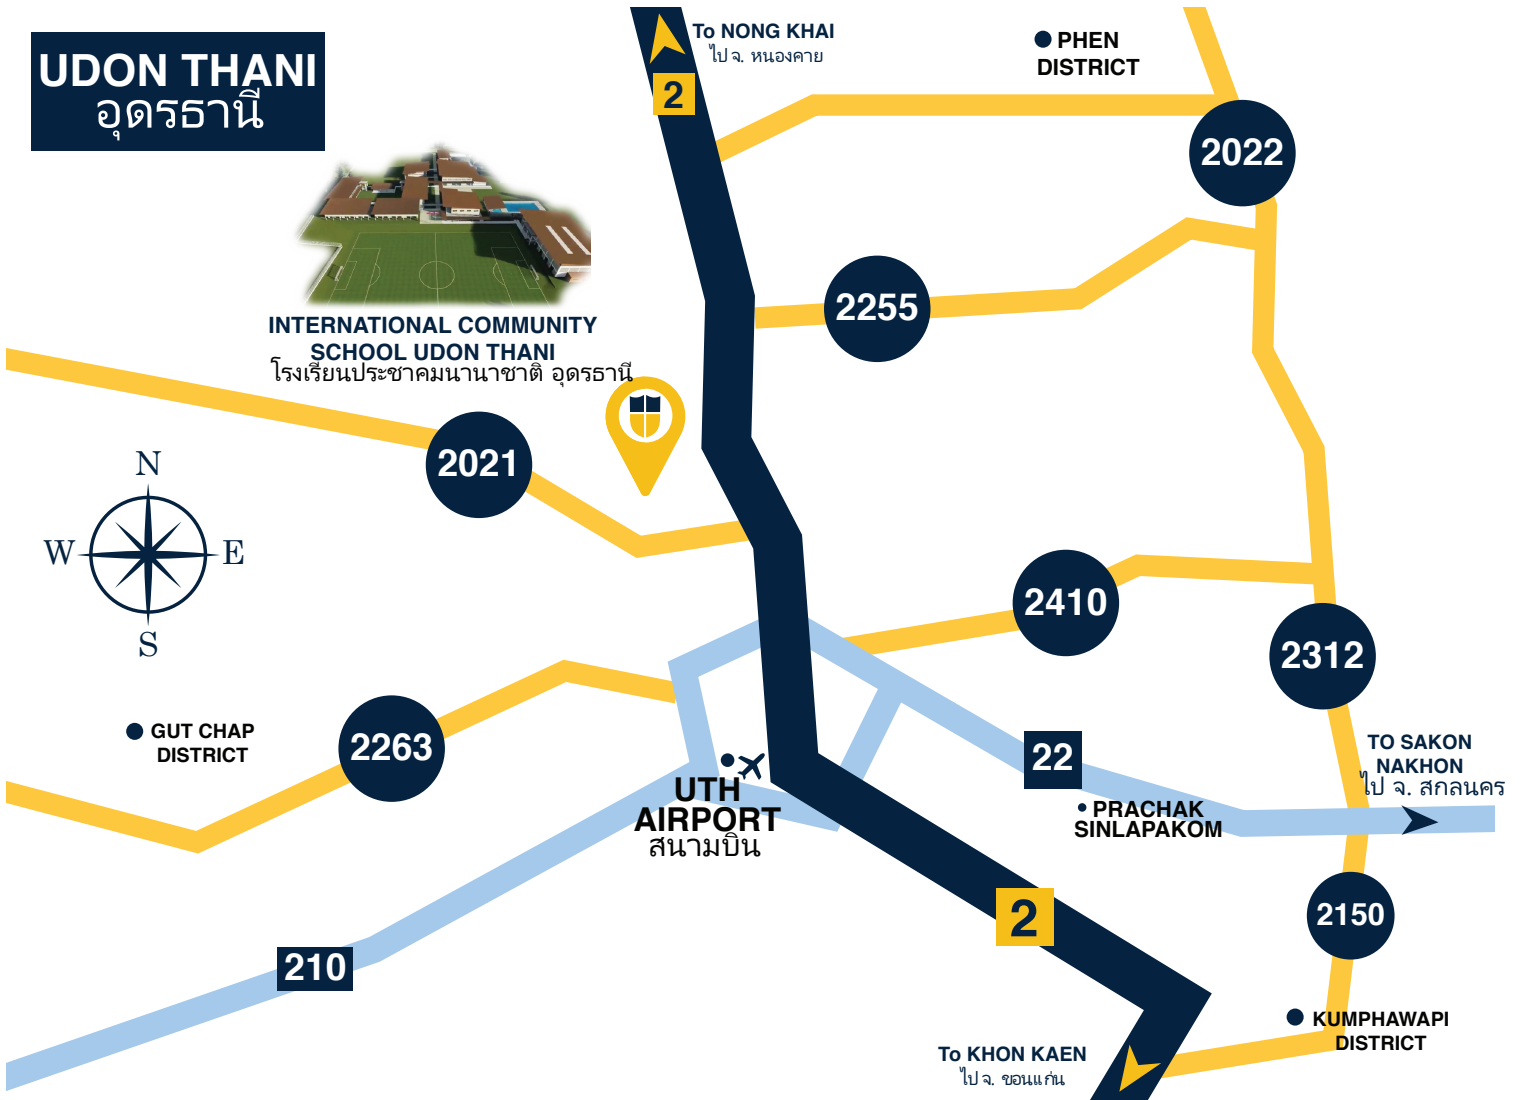 UDON THANI
อุดรธานี
To NONG KHAI
ไป จ. หนองคาย
2
PHEN
DISTRICT
2022
2255
INTERNATIONAL COMMUNITY
SCHOOL UDON THANI
โรงเรียนประชาคมนานาชาติ อุดรธานี
2021
N
W
E
S
2410
2312
GUT CHAP
DISTRICT
2263
UTH
AIRPORT
สนามบิน
22
TO SAKON
NAKHON
ไป จ. สกลนคร
PRACHAK
SINLAPAKOM
2
2150
210
KUMPHAWAPI
DISTRICT
To KHON KAEN
ไป จ. ขอนแก่น